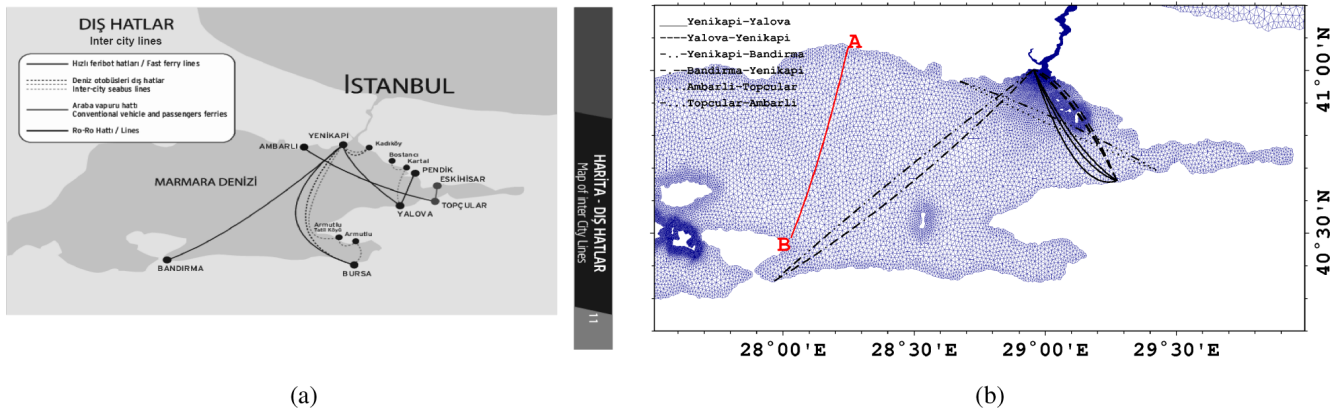 DIŞ HATLAR
Inter city lines
Hızlı feribot hatları / Fast ferry lines
Deniz otobüsleri dış hatlar
Inter-city seabus lines
Araba vapuru hattı
Conventional vehicle and passengers ferries
Ro-Ro Hattı / Lines
İSTANBUL
YENİKAPI
AMBARLI
Kadıköy
Bostancı
Kartal
PENDİK
ESKİHİSAR
MARMARA DENİZİ
YALOVA
TOPÇULAR
Armutlu
Tatil Köyü
Armutlu
BANDIRMA
BURSA
HARİTA - DIŞ HATLAR
Map of Inter City Lines
11
(a)
Yenikapi-Yalova
Yalova-Yenikapi
Yenikapi-Bandirma
Bandirma-Yenikapi
Ambarli-Topcular
Topcular-Ambarli
A
B
41°00'N
40°30'N
40°40'N
28°00'E
28°30'E
29°00'E
29°30'E
(b)